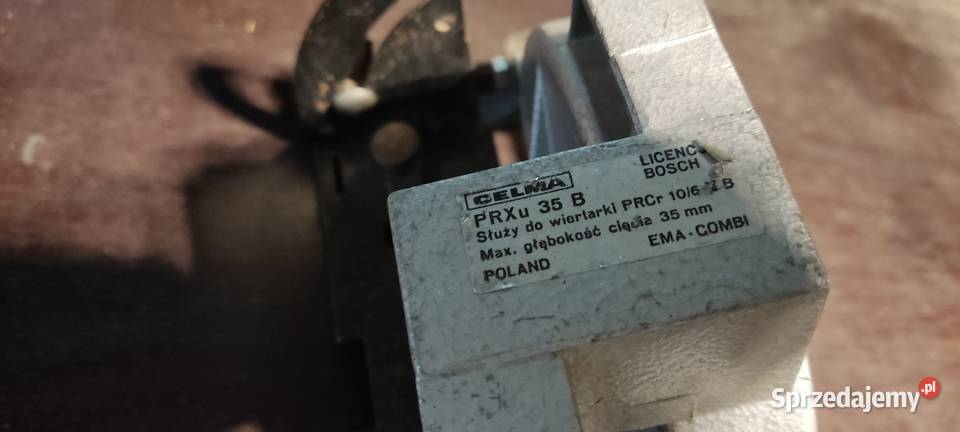 CELMA
LICENC
BOSCH
PRXu 35 B
Służy do wiertarki PRCr 10/6 B
Max. głębokość cięcia 35 mm
EMA-COMBI
POLAND
Sprzedajemy.pl